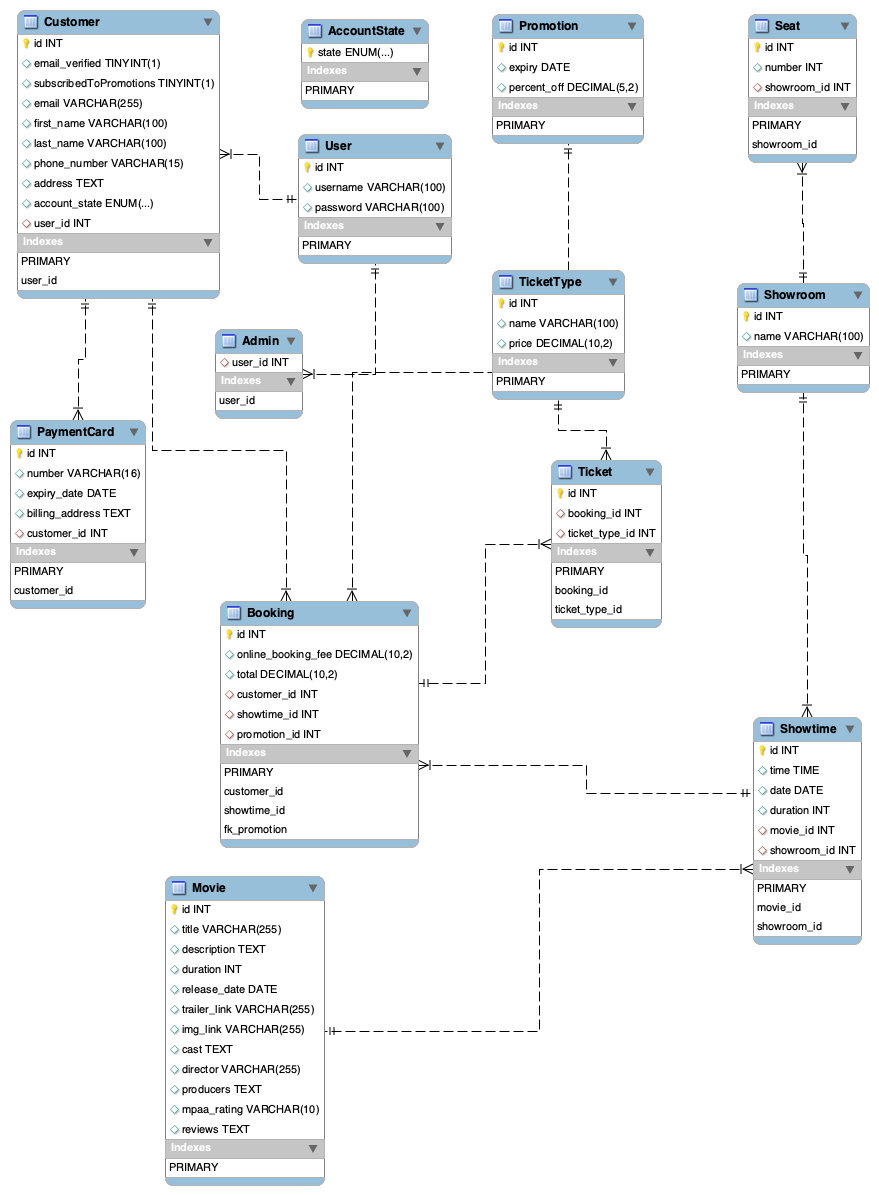 Customer
id INT
email_verified TINYINT(1)
subscribedToPromotions TINYINT(1)
email VARCHAR(255)
first_name VARCHAR(100)
last_name VARCHAR(100)
phone_number VARCHAR(15)
address TEXT
account_state ENUM(...)
user_id INT
Indexes
PRIMARY
user_id
AccountState
state ENUM(...)
Indexes
PRIMARY
Promotion
id INT
expiry DATE
percent_off DECIMAL(5,2)
Indexes
PRIMARY
Seat
id INT
number INT
showroom_id INT
Indexes
PRIMARY
showroom_id
User
id INT
username VARCHAR(100)
password VARCHAR(100)
Indexes
PRIMARY
Admin
user_id INT
Indexes
user_id
TicketType
id INT
name VARCHAR(100)
price DECIMAL(10,2)
Indexes
PRIMARY
Showroom
id INT
name VARCHAR(100)
Indexes
PRIMARY
PaymentCard
id INT
number VARCHAR(16)
expiry_date DATE
billing_address TEXT
customer_id INT
Indexes
PRIMARY
customer_id
Ticket
id INT
booking_id INT
ticket_type_id INT
Indexes
PRIMARY
booking_id
ticket_type_id
Booking
id INT
online_booking_fee DECIMAL(10,2)
total DECIMAL(10,2)
customer_id INT
showtime_id INT
promotion_id INT
Indexes
PRIMARY
customer_id
showtime_id
fk_promotion
Showtime
id INT
time TIME
date DATE
duration INT
movie_id INT
showroom_id INT
Indexes
PRIMARY
movie_id
showroom_id
Movie
id INT
title VARCHAR(255)
description TEXT
duration INT
release_date DATE
trailer_link VARCHAR(255)
img_link VARCHAR(255)
cast TEXT
director VARCHAR(255)
producers TEXT
mpaa_rating VARCHAR(10)
reviews TEXT
Indexes
PRIMARY